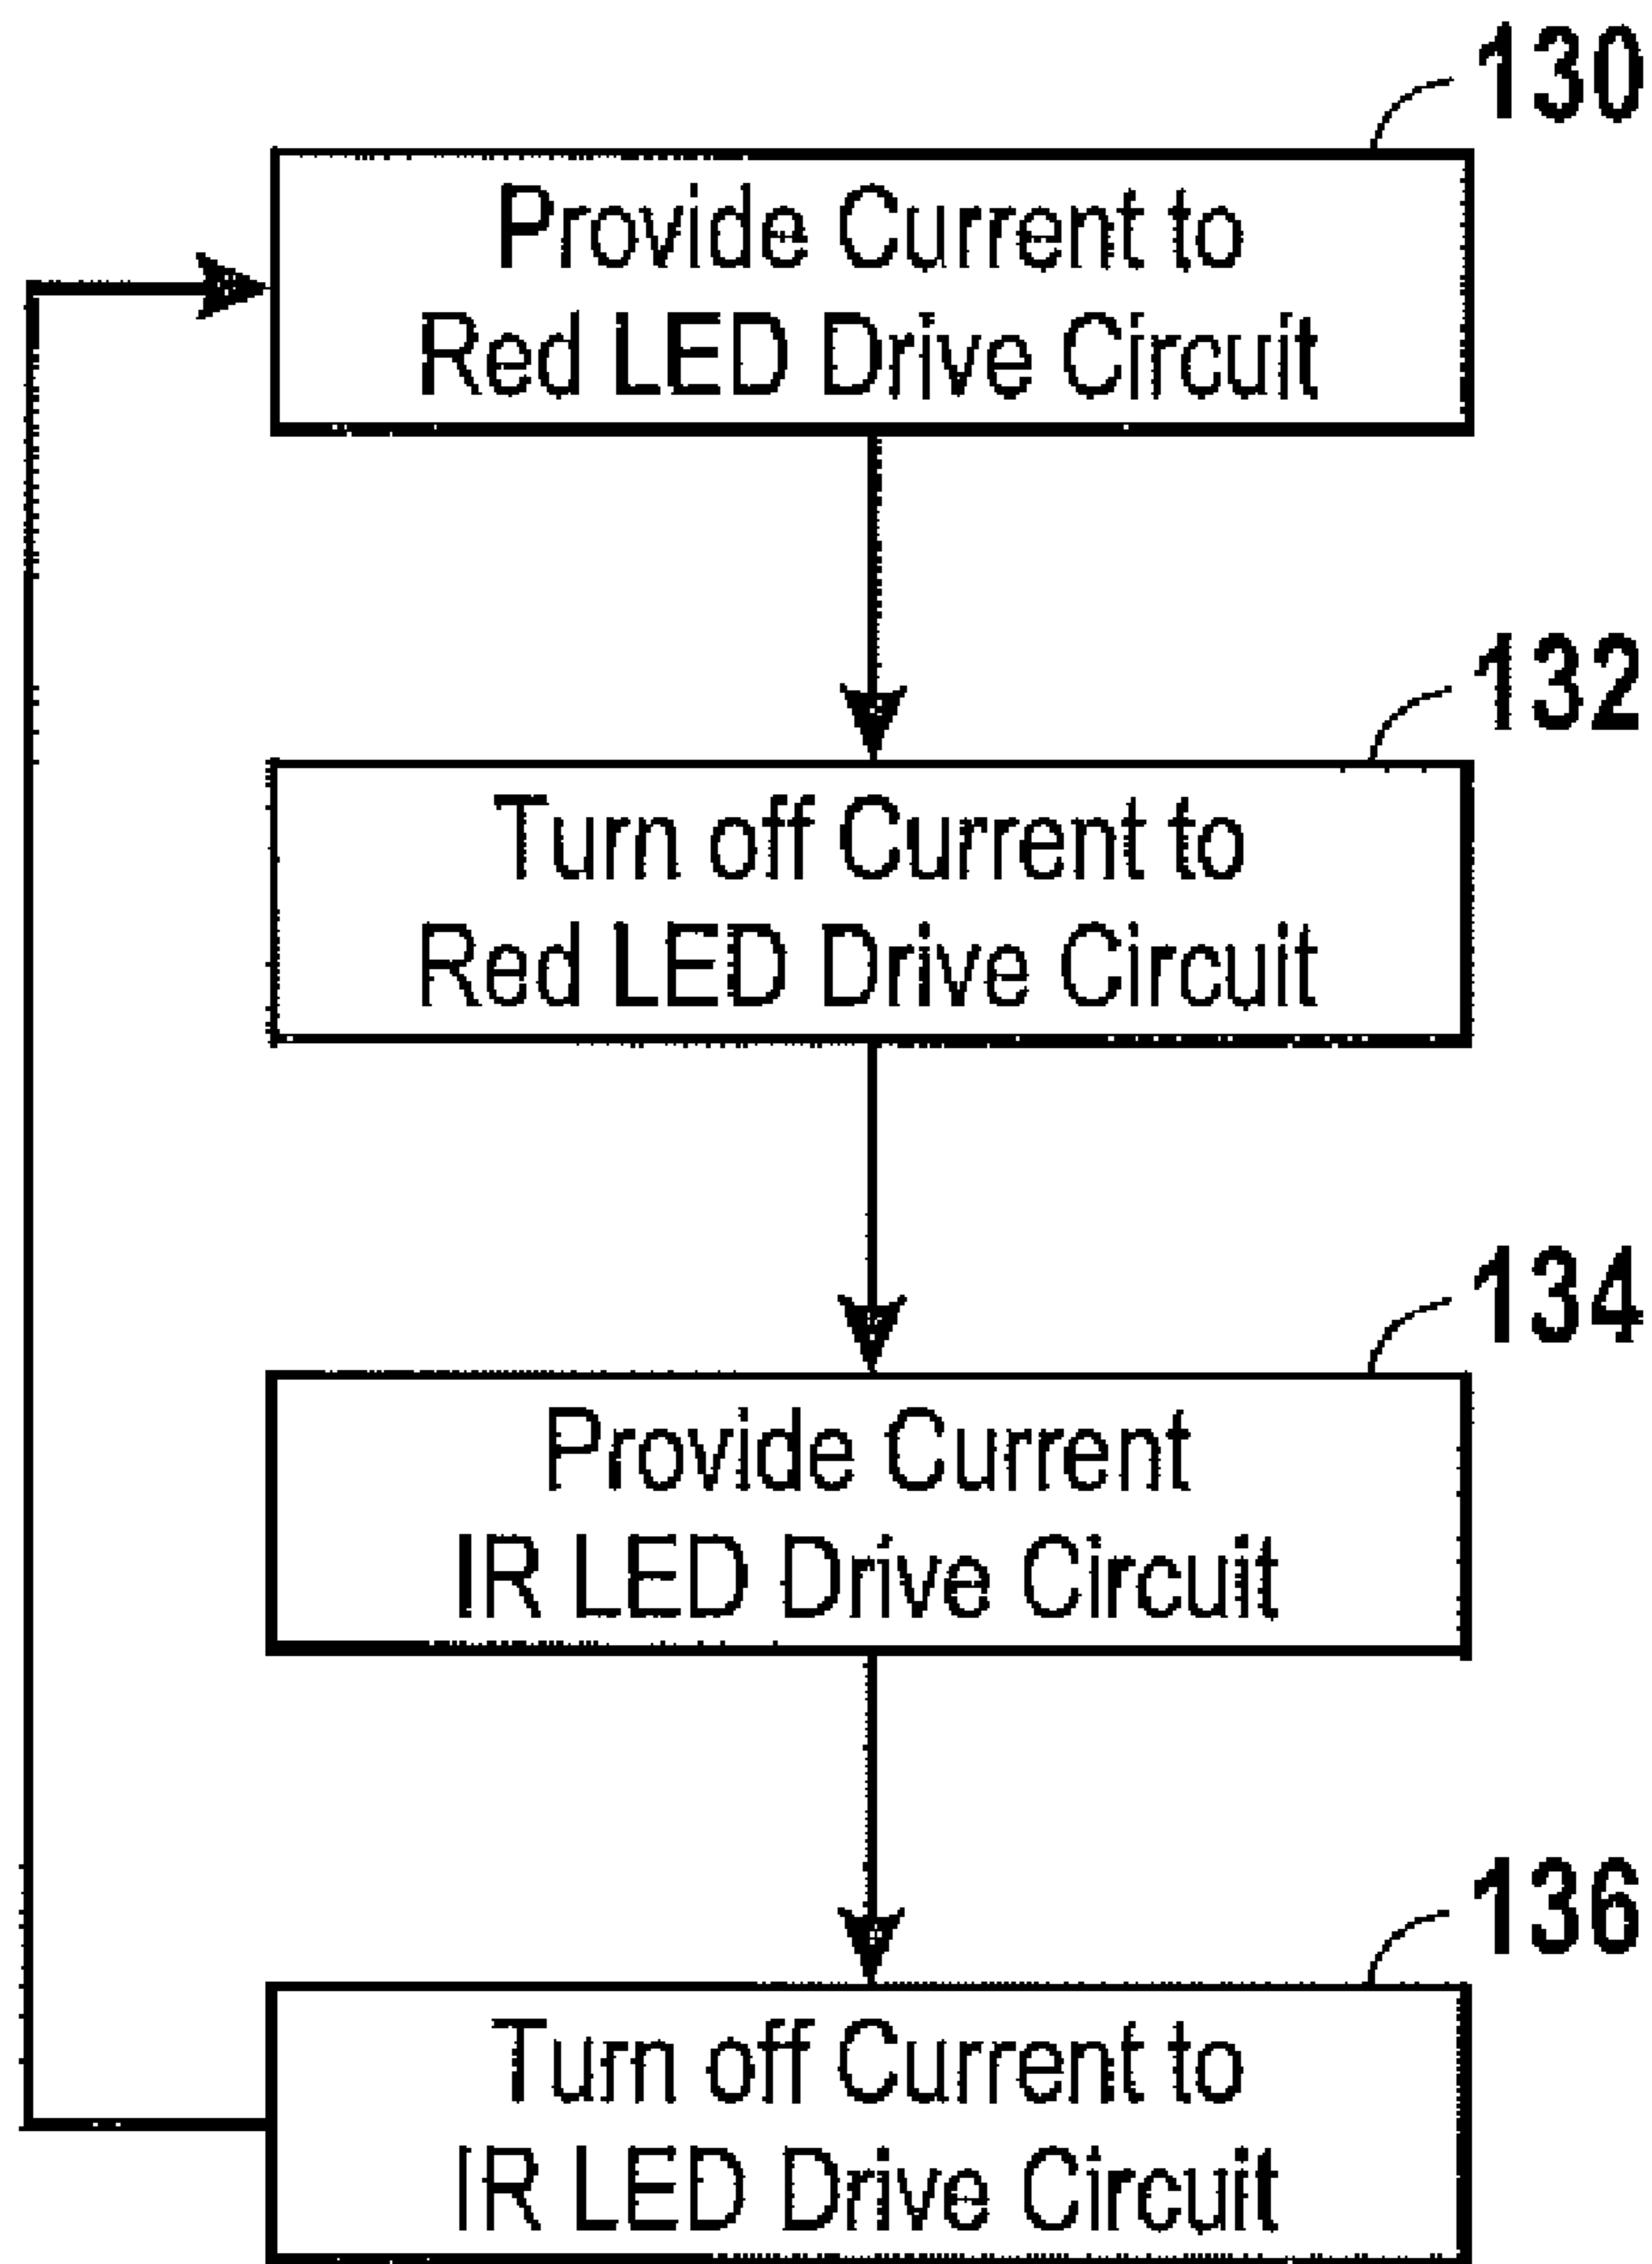 130
Provide Current to
Red LED Drive Circuit
132
Turn off Current to
Red LED Drive Circuit
134
Provide Current
IR LED Drive Circuit
136
Turn off Current to
IR LED Drive Circuit